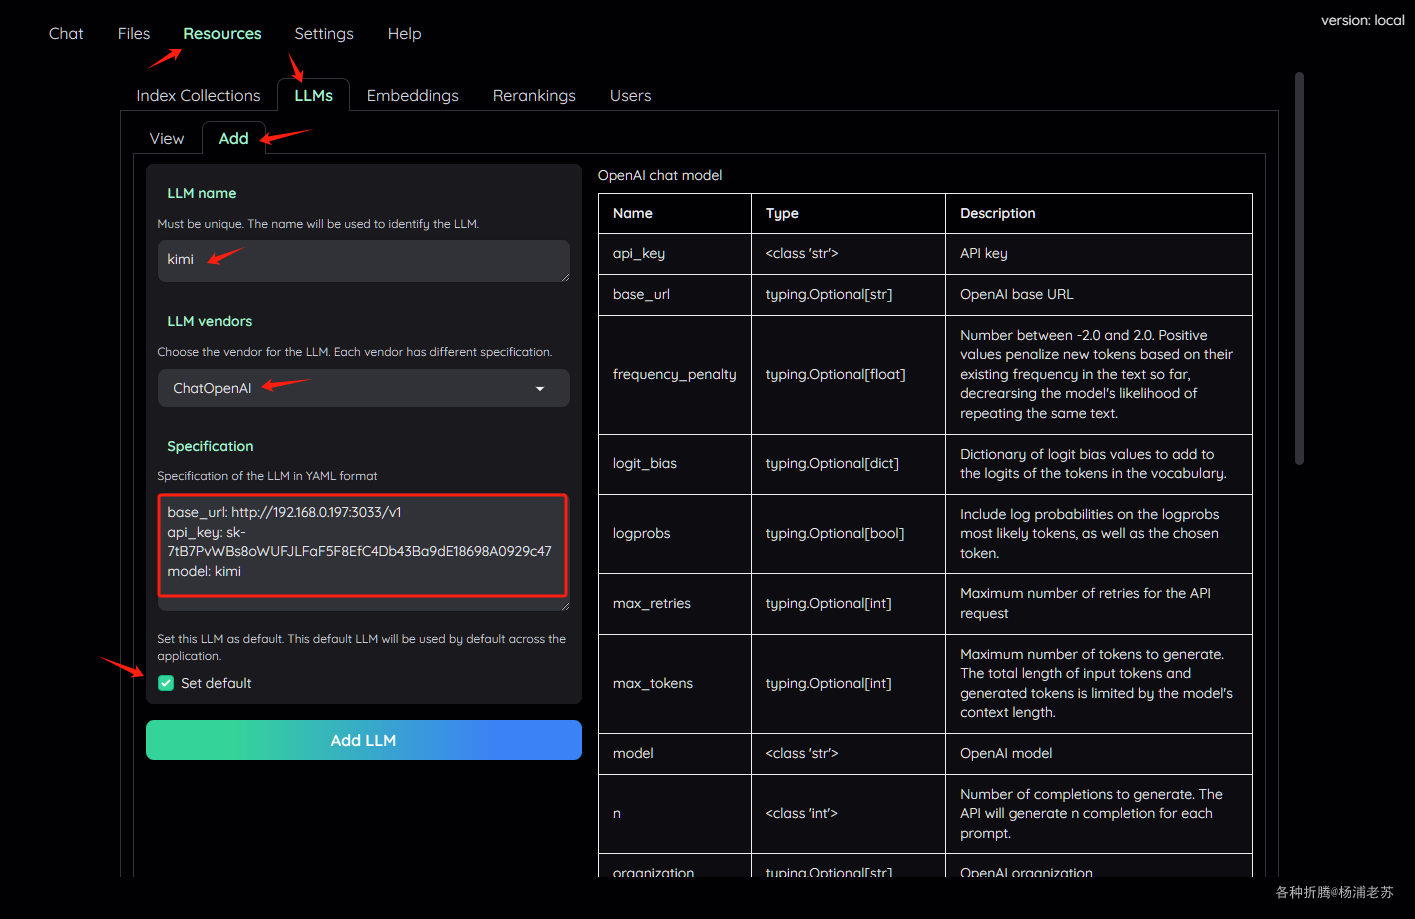 Chat Files Resources Settings Help
version: local
Index Collections LLMs Embeddings Rerankings Users
View Add
LLM name
Must be unique. The name will be used to identify the LLM.
kimi
LLM vendors
Choose the vendor for the LLM. Each vendor has different specification.
ChatOpenAI
Specification
Specification of the LLM in YAML format
base_url: http://192.168.0.197:3033/v1
api_key: sk-
7tB7PvWBs8oWUFJLFaF5F8EfC4Db43Ba9dE18698A0929c47
model: kimi
Set this LLM as default. This default LLM will be used by default across the
application.
Set default
Add LLM
OpenAI chat model
Name Type Description
api_key <class 'str'> API key
base_url typing.Optional[str] OpenAI base URL
frequency_penalty typing.Optional[float] Number between -2.0 and 2.0. Positive
values penalize new tokens based on their
existing frequency in the text so far,
decrearsing the model's likelihood of
repeating the same text.
logit_bias typing.Optional[dict] Dictionary of logit bias values to add to
the logits of the tokens in the vocabulary.
logprobs typing.Optional[bool] Include log probabilities on the logprobs
most likely tokens, as well as the chosen
token.
max_retries typing.Optional[int] Maximum number of retries for the API
request
max_tokens typing.Optional[int] Maximum number of tokens to generate.
The total length of input tokens and
generated tokens is limited by the model's
context length.
model <class 'str'> OpenAI model
n <class 'int'> Number of completions to generate. The
API will generate n completion for each
prompt.
organization typing.Optional[str] OpenAI organization
各种折腾@杨浦老苏